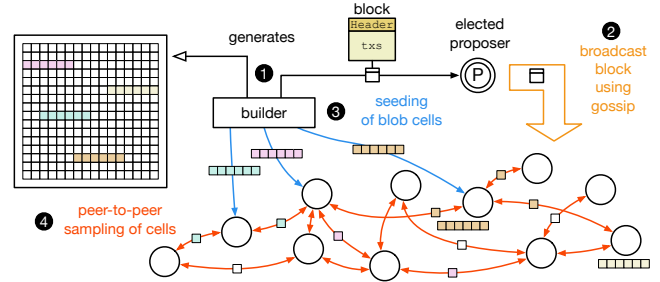 block
Header
txs
generates
elected
proposer
P
1
2
broadcast
block
using
gossip
builder
3
seeding
of blob cells
4
peer-to-peer
sampling of cells